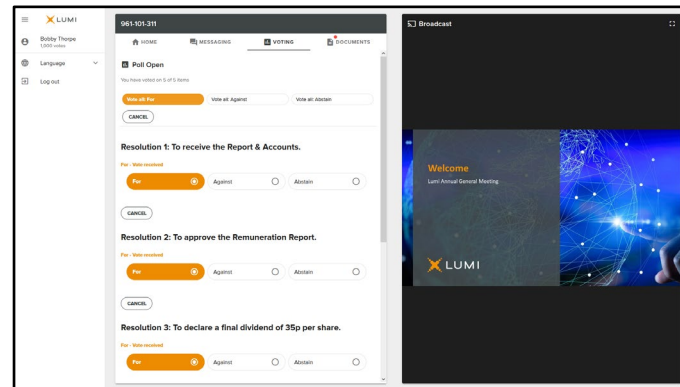 LUMI
Bobby Thorpe
1,000 votes
Language
Log out
961-101-311
HOME
MESSAGING
VOTING
DOCUMENTS
Poll Open
You have voted on 5 of 5 items
Vote all: For
Vote all: Against
Vote all: Abstain
CANCEL
Resolution 1: To receive the Report & Accounts.
For - Vote received
For
Against
Abstain
CANCEL
Resolution 2: To approve the Remuneration Report.
For - Vote received
For
Against
Abstain
CANCEL
Resolution 3: To declare a final dividend of 35p per share.
For - Vote received
For
Against
Abstain
Broadcast
Welcome
Lumi Annual General Meeting
LUMI